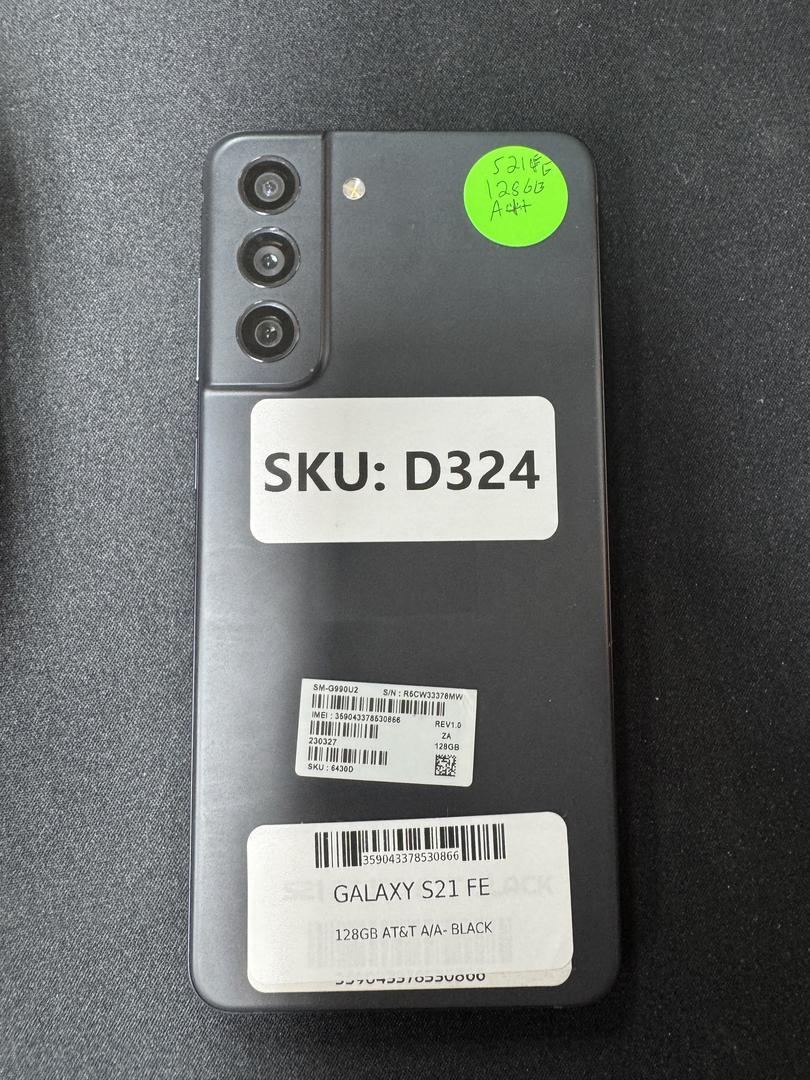 S21FE
128GB
A++
SKU: D324
SM-G990U2 S/N : R5CW33378MW
IMEI : 359043378530866
REV1.0
230327
ZA
128GB
SKU : 6430D
359043378530866
GALAXY S21 FE
128GB AT&T A/A- BLACK
359043378530866